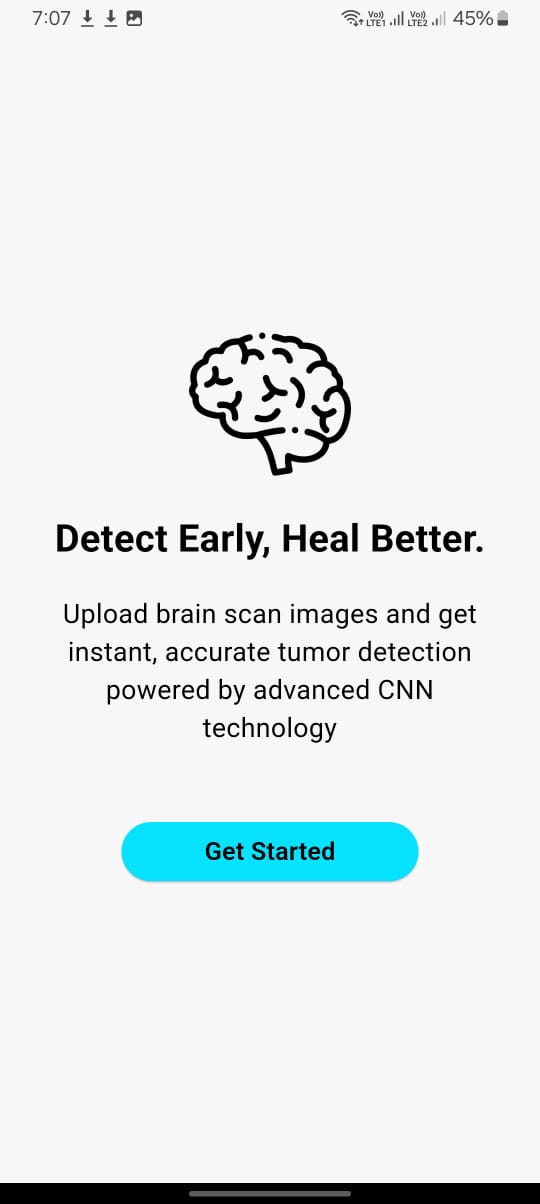 7:07 Vo) LTE1 Vo) LTE2 45%
Detect Early, Heal Better.
Upload brain scan images and get
instant, accurate tumor detection
powered by advanced CNN
technology
Get Started